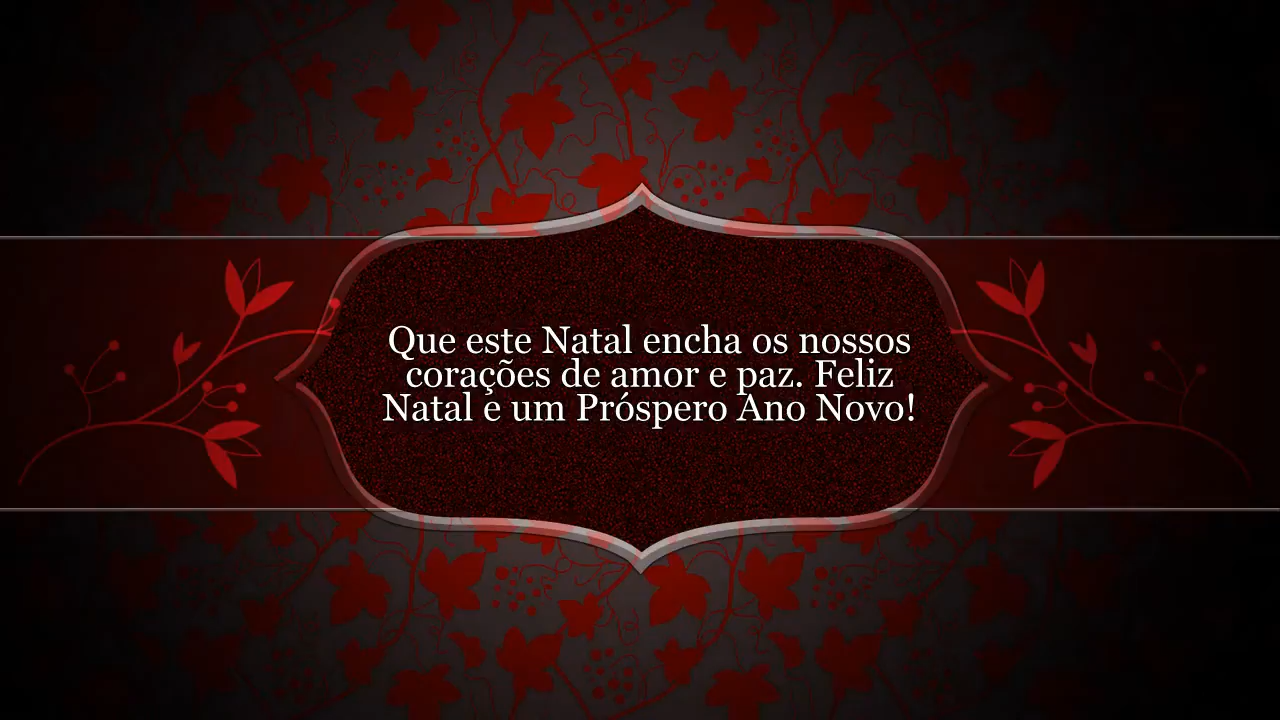 Que este Natal encha os nossos
corações de amor e paz. Feliz
Natal e um Próspero Ano Novo!